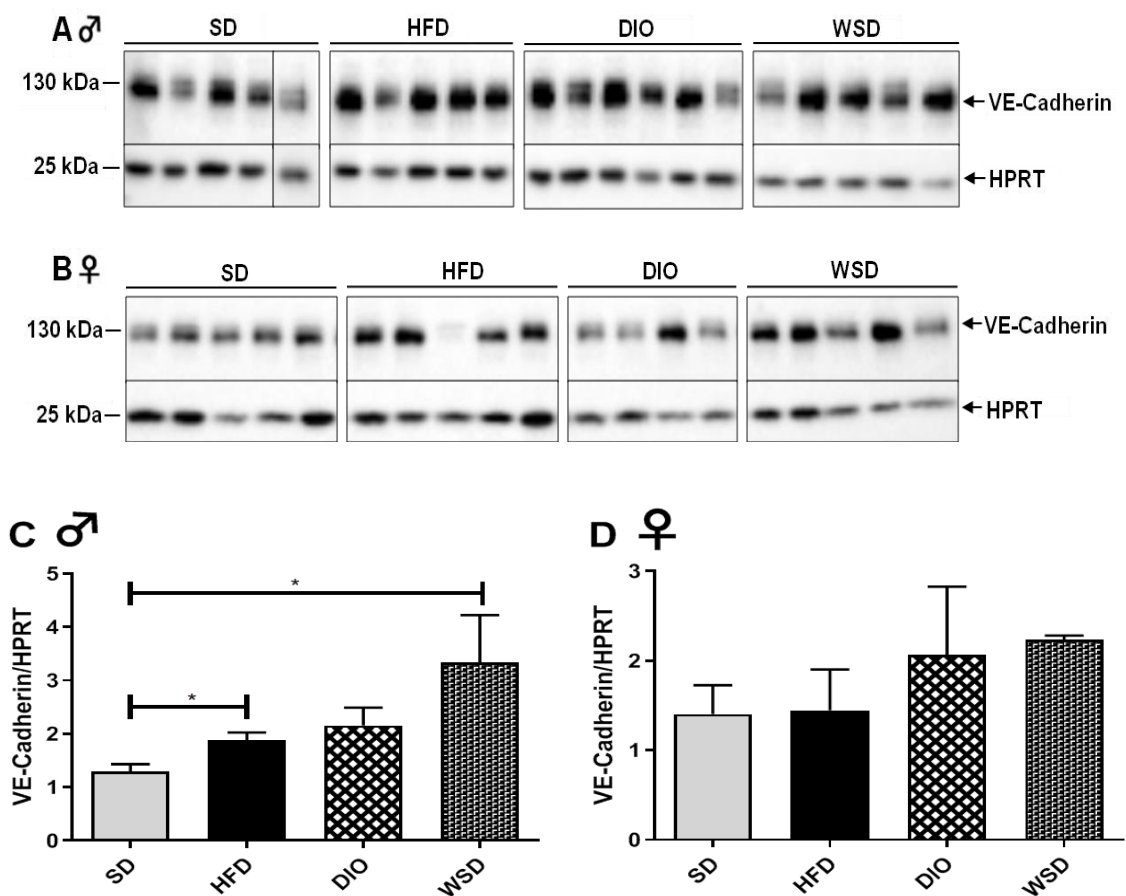 A ♂ SD HFD DIO WSD
130 kDa
VE-Cadherin
25 kDa
HPRT
B ♀ SD HFD DIO WSD
130 kDa
VE-Cadherin
25 kDa
HPRT
C ♂
VE-Cadherin/HPRT
5
4
3
2
1
0
*
*
SD HFD DIO WSD
D ♀
VE-Cadherin/HPRT
3
2
1
0
SD HFD DIO WSD